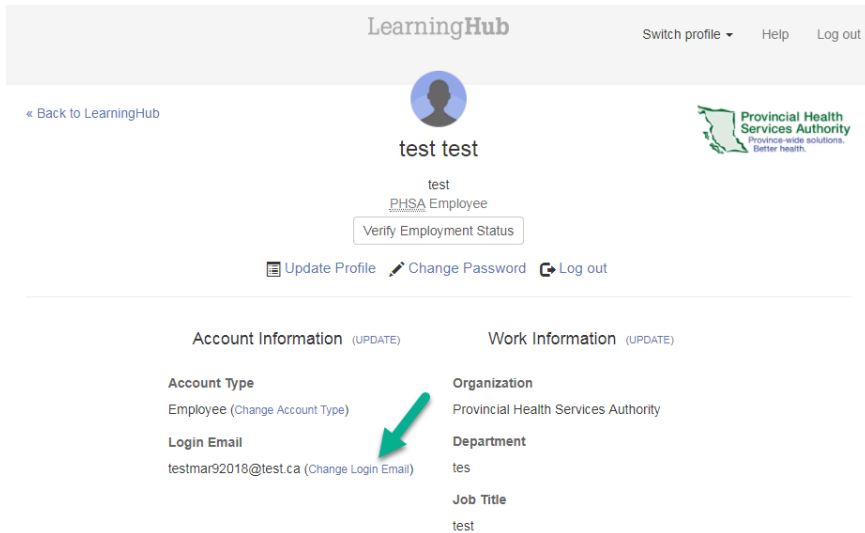 LearningHub
Switch profile Help Log out
« Back to LearningHub
Provincial Health
Services Authority
Province-wide solutions.
Better health.
test test
test
PHSA Employee
Verify Employment Status
Update Profile Change Password Log out
Account Information (UPDATE)
Account Type
Employee (Change Account Type)
Login Email
testmar92018@test.ca (Change Login Email)
Work Information (UPDATE)
Organization
Provincial Health Services Authority
Department
tes
Job Title
test